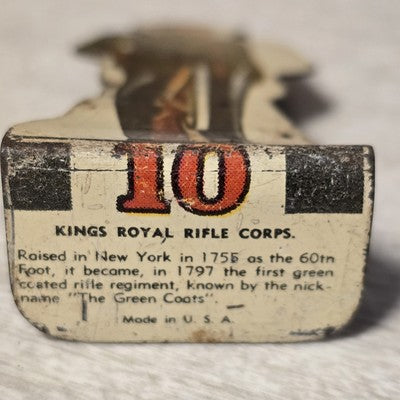 10
KINGS ROYAL RIFLE CORPS.
Raised in New York in 1755 as the 60th
Foot, it became, in 1797 the first green
coated rifle regiment, known by the nick-
name "The Green Coats".
Made in U. S. A.